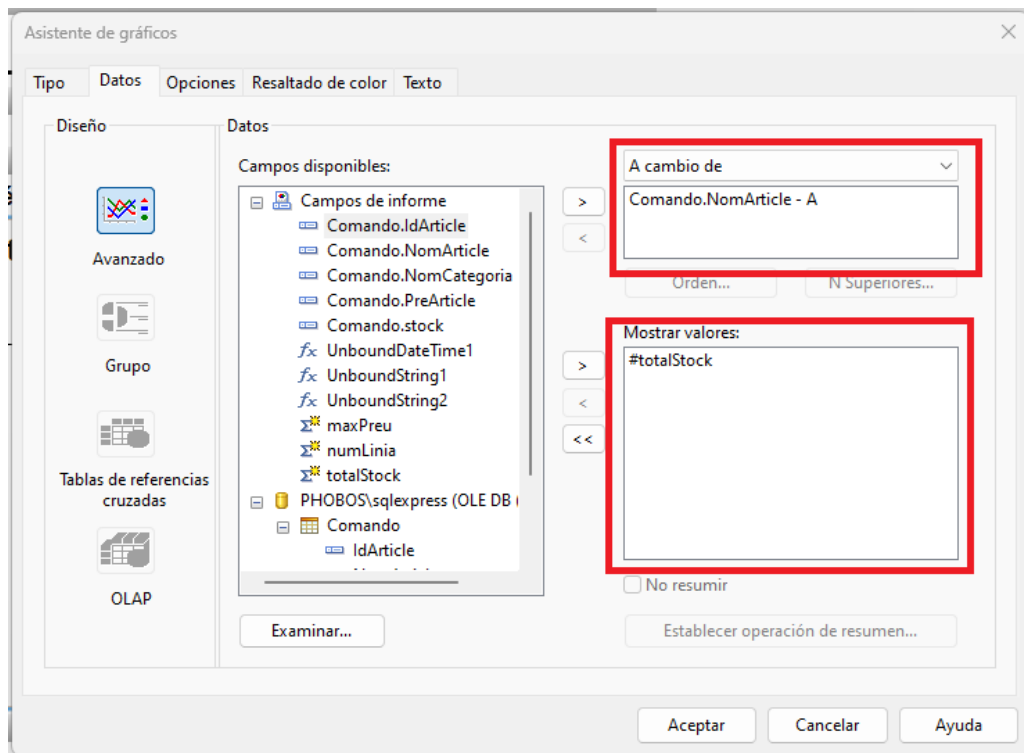 Asistente de gráficos
Tipo Datos Opciones Resaltado de color Texto
Diseño
Avanzado
Grupo
Tablas de referencias
cruzadas
OLAP
Datos
Campos disponibles:
Campos de informe
Comando.IdArticle
Comando.NomArticle
Comando.NomCategoria
Comando.PreArticle
Comando.stock
UnboundDateTime1
UnboundString1
UnboundString2
maxPreu
numLinia
totalStock
PHOBOS\sqlexpress (OLE DB (
Comando
IdArticle
Examinar...
>
<
A cambio de
Comando.NomArticle - A
Orden... N Superiores...
>
<
<<
Mostrar valores:
#totalStock
No resumir
Establecer operación de resumen...
Aceptar Cancelar Ayuda